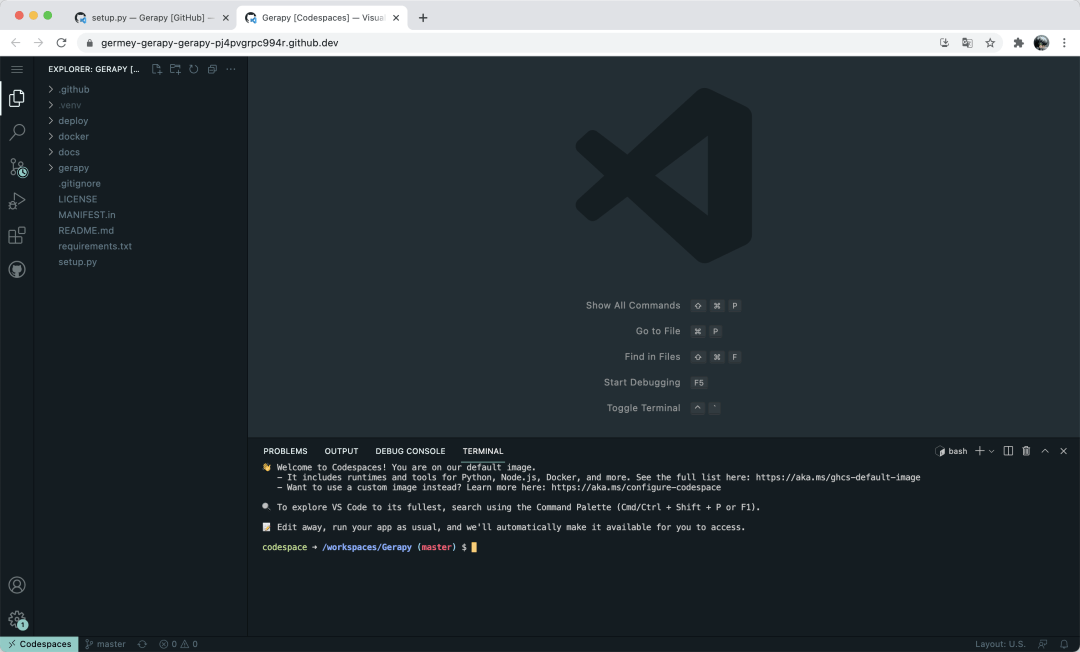 setup.py — Gerapy [GitHub] —
Gerapy [Codespaces] — Visual
germey-gerapy-gerapy-pj4pvgrpc994r.github.dev
EXPLORER: GERAPY [...
.github
.venv
deploy
docker
docs
gerapy
.gitignore
LICENSE
MANIFEST.in
README.md
requirements.txt
setup.py
Show All Commands ⇧ ⌘ P
Go to File ⌘ P
Find in Files ⇧ ⌘ F
Start Debugging F5
Toggle Terminal ^ `
PROBLEMS OUTPUT DEBUG CONSOLE TERMINAL bash
👋 Welcome to Codespaces! You are on our default image.
- It includes runtimes and tools for Python, Node.js, Docker, and more. See the full list here: https://aka.ms/ghcs-default-image
- Want to use a custom image instead? Learn more here: https://aka.ms/configure-codespace
🔍 To explore VS Code to its fullest, search using the Command Palette (Cmd/Ctrl + Shift + P or F1).
📝 Edit away, run your app as usual, and we'll automatically make it available for you to access.
codespace ➜ /workspaces/Gerapy (master) $
1
Codespaces master 0 0 Layout: U.S.